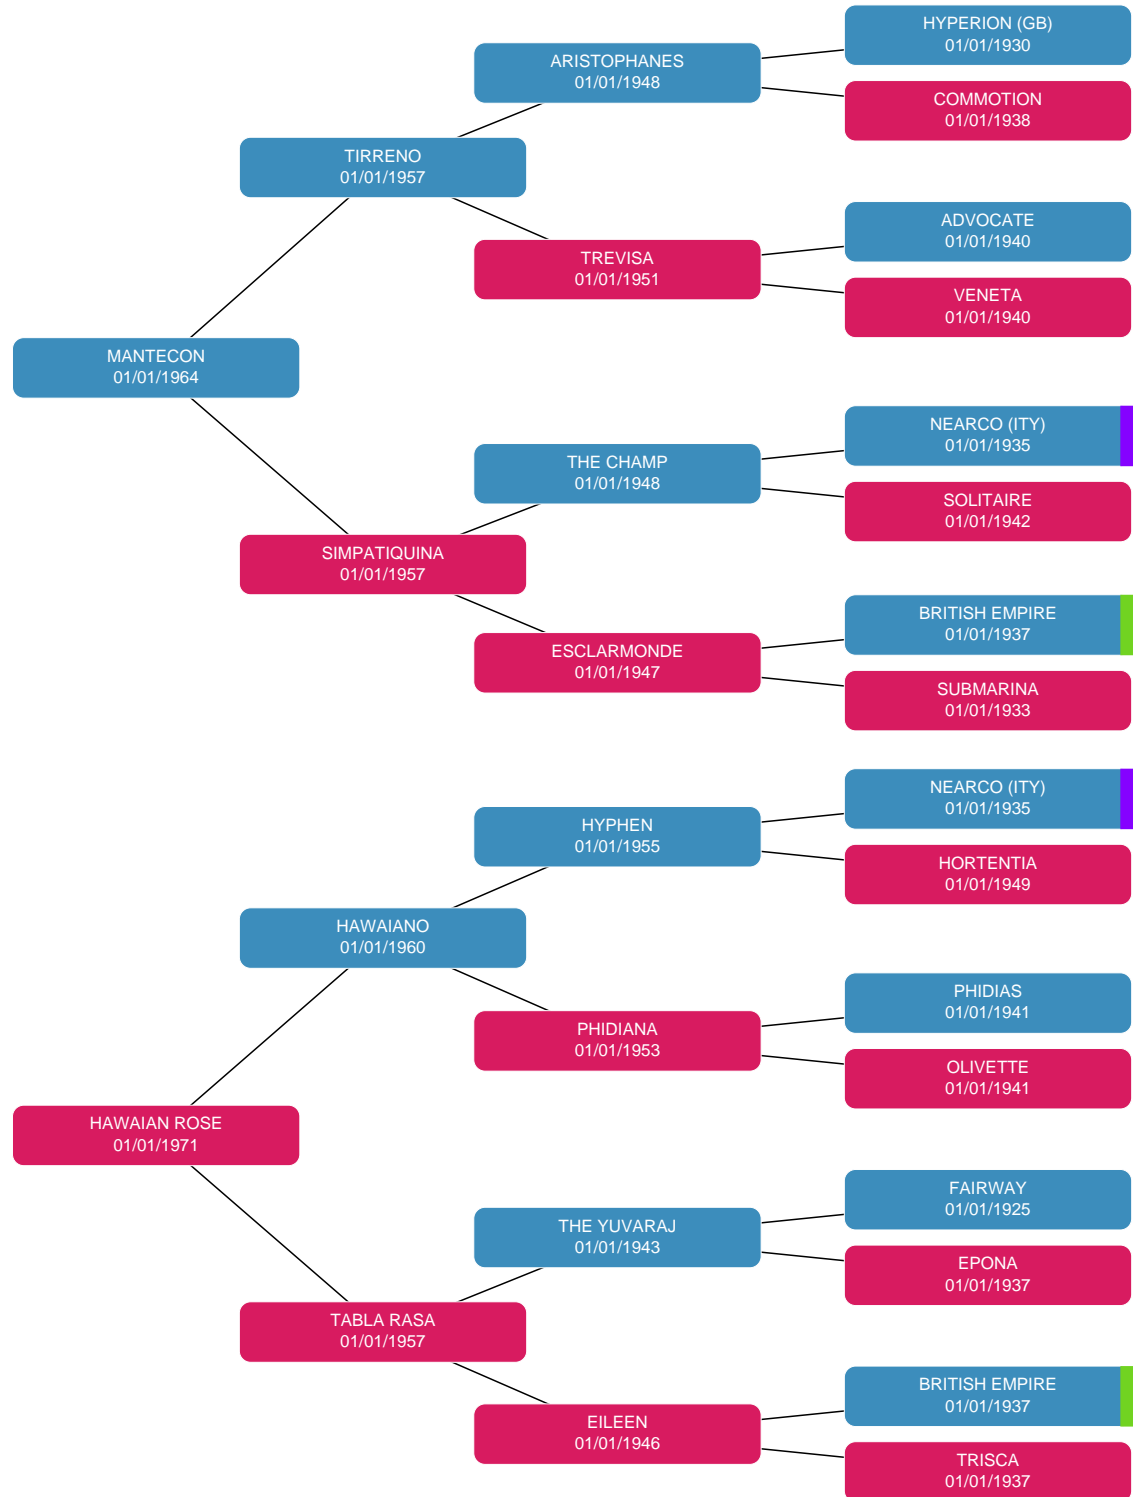 HYPERION (GB)
01/01/1930
ARISTOPHANES
01/01/1948
COMMOTION
01/01/1938
TIRRENO
01/01/1957
ADVOCATE
01/01/1940
TREVISA
01/01/1951
VENETA
01/01/1940
MANTECON
01/01/1964
NEARCO (ITY)
01/01/1935
THE CHAMP
01/01/1948
SOLITAIRE
01/01/1942
SIMPATIQUINA
01/01/1957
BRITISH EMPIRE
01/01/1937
ESCLARMONDE
01/01/1947
SUBMARINA
01/01/1933
NEARCO (ITY)
01/01/1935
HYPHEN
01/01/1955
HORTENTIA
01/01/1949
HAWAIANO
01/01/1960
PHIDIAS
01/01/1941
PHIDIANA
01/01/1953
OLIVETTE
01/01/1941
HAWAIAN ROSE
01/01/1971
FAIRWAY
01/01/1925
THE YUVARAJ
01/01/1943
EPONA
01/01/1937
TABLA RASA
01/01/1957
BRITISH EMPIRE
01/01/1937
EILEEN
01/01/1946
TRISCA
01/01/1937